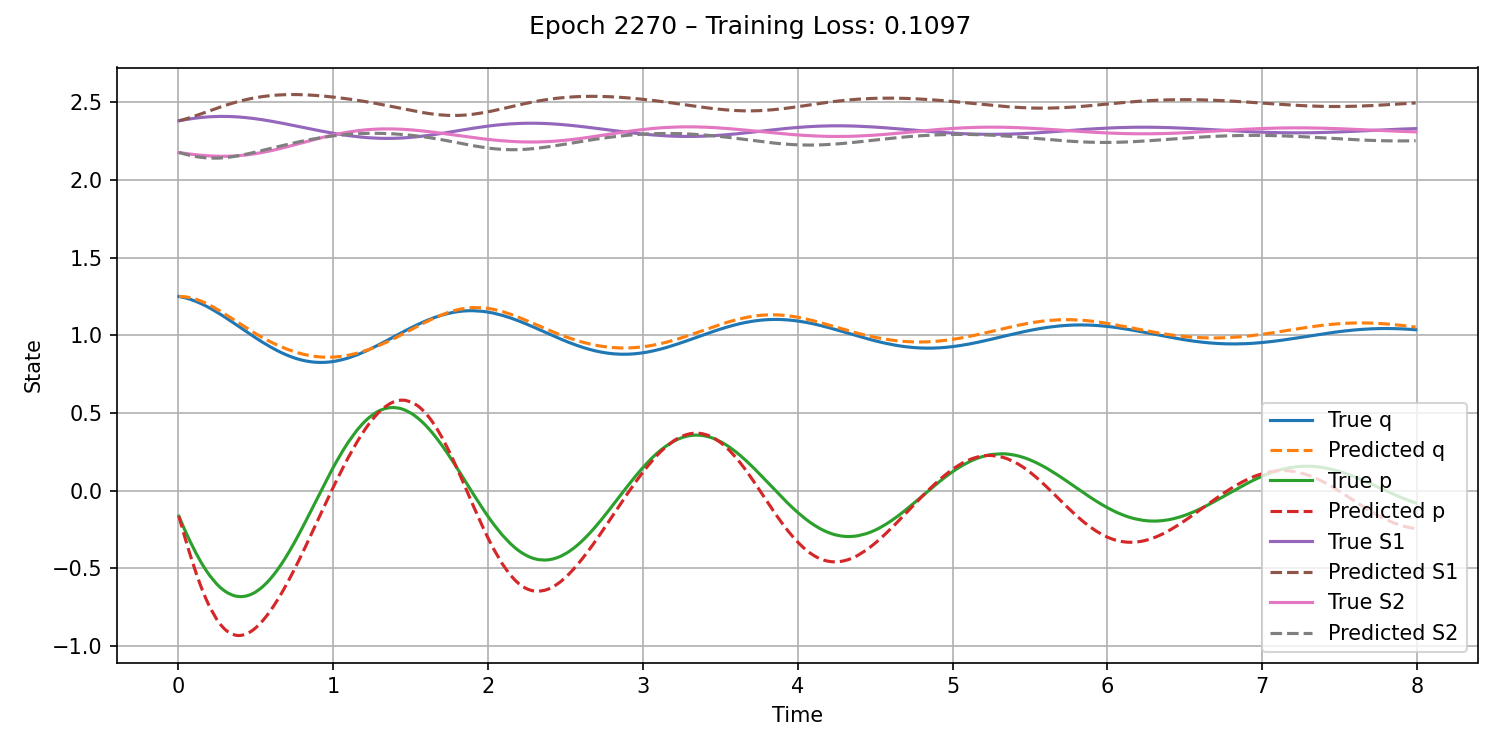 Epoch 2270 – Training Loss: 0.1097
State
2.5
2.0
1.5
1.0
0.5
0.0
−0.5
−1.0
True q
Predicted q
True p
Predicted p
True S1
Predicted S1
True S2
Predicted S2
0 1 2 3 4 5 6 7 8
Time